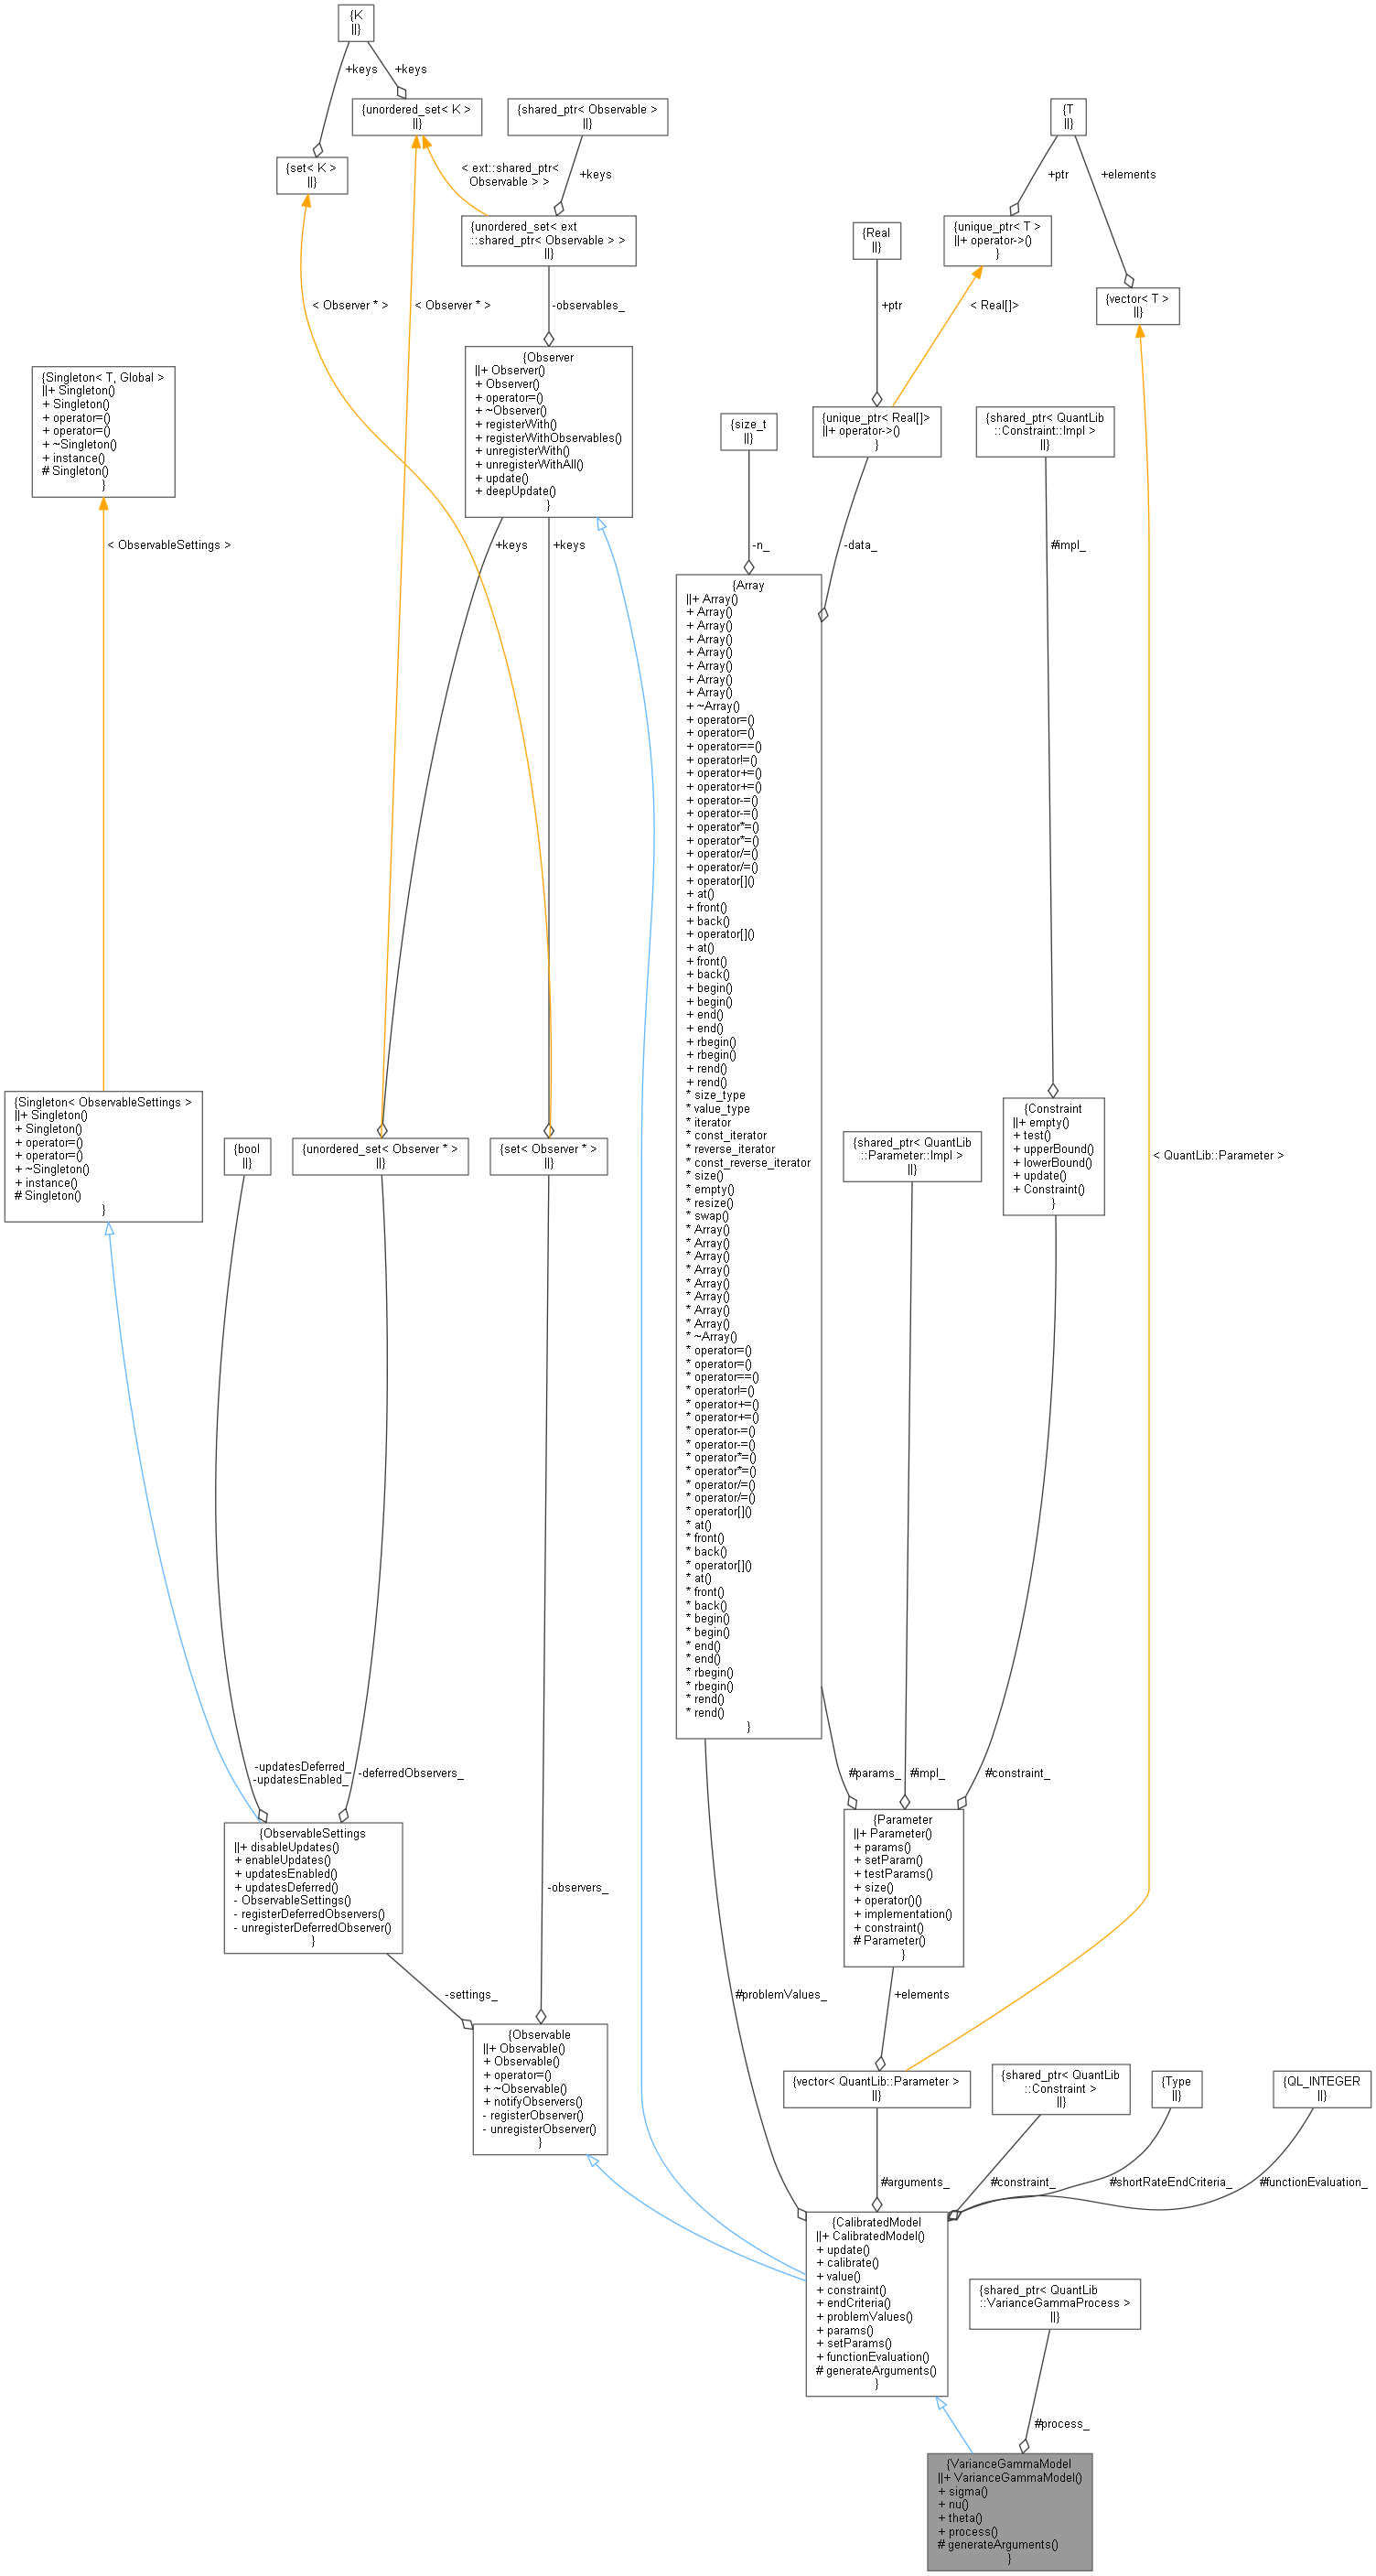 {K
||}
+keys
+keys
{unordered_set< K >
||}
{shared_ptr< Observable >
||}
{T
||}
{set< K >
||}
< ext::shared_ptr<
Observable > >
+keys
+ptr
+elements
{unordered_set< ext
::shared_ptr< Observable > >
||}
{Real
||}
{unique_ptr< T >
||+ operator->()
}
{vector< T >
||}
< Observer * >
< Observer * >
-observables_
+ptr
< Real[]>
{Observer
||+ Observer()
+ Observer()
+ operator=()
+ ~Observer()
+ registerWith()
+ registerWithObservables()
+ unregisterWith()
+ unregisterWithAll()
+ update()
+ deepUpdate()
}
{Singleton< T, Global >
||+ Singleton()
+ Singleton()
+ operator=()
+ operator=()
+ ~Singleton()
+ instance()
# Singleton()
}
{size_t
||}
{unique_ptr< Real[]>
||+ operator->()
}
{shared_ptr< QuantLib
::Constraint::Impl >
||}
< ObservableSettings >
+keys
+keys
-n_
-data_
#impl_
{Array
||+ Array()
+ Array()
+ Array()
+ Array()
+ Array()
+ Array()
+ Array()
+ Array()
+ ~Array()
+ operator=()
+ operator=()
+ operator==()
+ operator!=()
+ operator+=()
+ operator+=()
+ operator-=()
+ operator-=()
+ operator*=()
+ operator*=()
+ operator/=()
+ operator/=()
+ operator[]()
+ at()
+ front()
+ back()
+ operator[]()
+ at()
+ front()
+ back()
+ begin()
+ begin()
+ end()
+ end()
+ rbegin()
+ rbegin()
+ rend()
+ rend()
* size_type
* value_type
* iterator
* const_iterator
* reverse_iterator
* const_reverse_iterator
* size()
* empty()
* resize()
* swap()
* Array()
* Array()
* Array()
* Array()
* Array()
* Array()
* Array()
* Array()
* ~Array()
* operator=()
* operator=()
* operator==()
* operator!=()
* operator+=()
* operator+=()
* operator-=()
* operator-=()
* operator*=()
* operator*=()
* operator/=()
* operator/=()
* operator[]()
* at()
* front()
* back()
* operator[]()
* at()
* front()
* back()
* begin()
* begin()
* end()
* end()
* rbegin()
* rbegin()
* rend()
* rend()
}
{Singleton< ObservableSettings >
||+ Singleton()
+ Singleton()
+ operator=()
+ operator=()
+ ~Singleton()
+ instance()
# Singleton()
}
{bool
||}
{unordered_set< Observer * >
||}
{set< Observer * >
||}
{shared_ptr< QuantLib
::Parameter::Impl >
||}
{Constraint
||+ empty()
+ test()
+ upperBound()
+ lowerBound()
+ update()
+ Constraint()
}
< QuantLib::Parameter >
-updatesDeferred_
-updatesEnabled_
-deferredObservers_
#params_
#impl_
#constraint_
{ObservableSettings
||+ disableUpdates()
+ enableUpdates()
+ updatesEnabled()
+ updatesDeferred()
- ObservableSettings()
- registerDeferredObservers()
- unregisterDeferredObserver()
}
-observers_
{Parameter
||+ Parameter()
+ params()
+ setParam()
+ testParams()
+ size()
+ operator()()
+ implementation()
+ constraint()
# Parameter()
}
-settings_
#problemValues_
+elements
{Observable
||+ Observable()
+ Observable()
+ operator=()
+ ~Observable()
+ notifyObservers()
- registerObserver()
- unregisterObserver()
}
{vector< QuantLib::Parameter >
||}
{shared_ptr< QuantLib
::Constraint >
||}
{Type
||}
{QL_INTEGER
||}
#arguments_
#constraint_
#shortRateEndCriteria_
#functionEvaluation_
{CalibratedModel
||+ CalibratedModel()
+ update()
+ calibrate()
+ value()
+ constraint()
+ endCriteria()
+ problemValues()
+ params()
+ setParams()
+ functionEvaluation()
# generateArguments()
}
{shared_ptr< QuantLib
::VarianceGammaProcess >
||}
#process_
{VarianceGammaModel
||+ VarianceGammaModel()
+ sigma()
+ nu()
+ theta()
+ process()
# generateArguments()
}